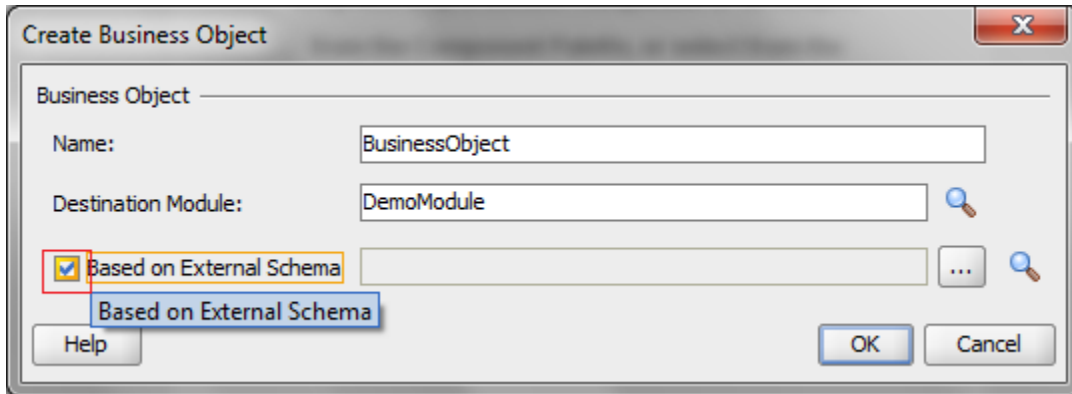 Create Business Object
Business Object
Name: BusinessObject
Destination Module: DemoModule
Based on External Schema ...
Based on External Schema
Help OK Cancel